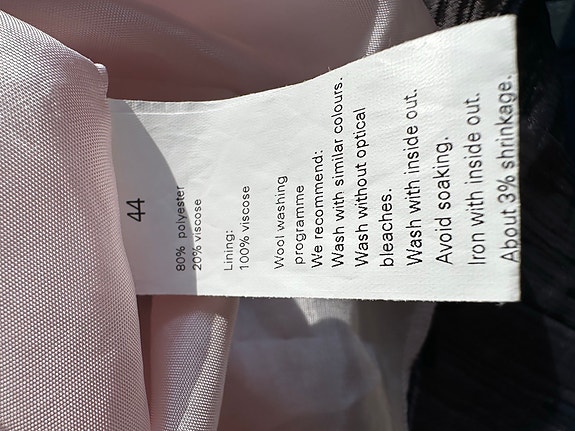 44
80% polyester
20% viscose
Lining:
100% viscose
Wool washing
programme
We recommend:
Wash with similar colours.
Wash without optical
bleaches.
Wash with inside out.
Avoid soaking.
Iron with inside out.
About 3% shrinkage.